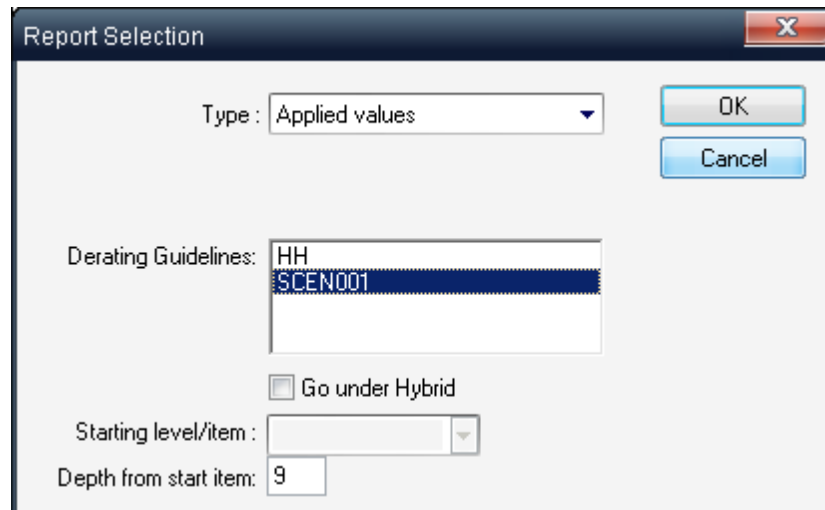 Report Selection
Type : Applied values
OK
Cancel
Derating Guidelines: HH
SCEN001
Go under Hybrid
Starting level/item :
Depth from start item: 9